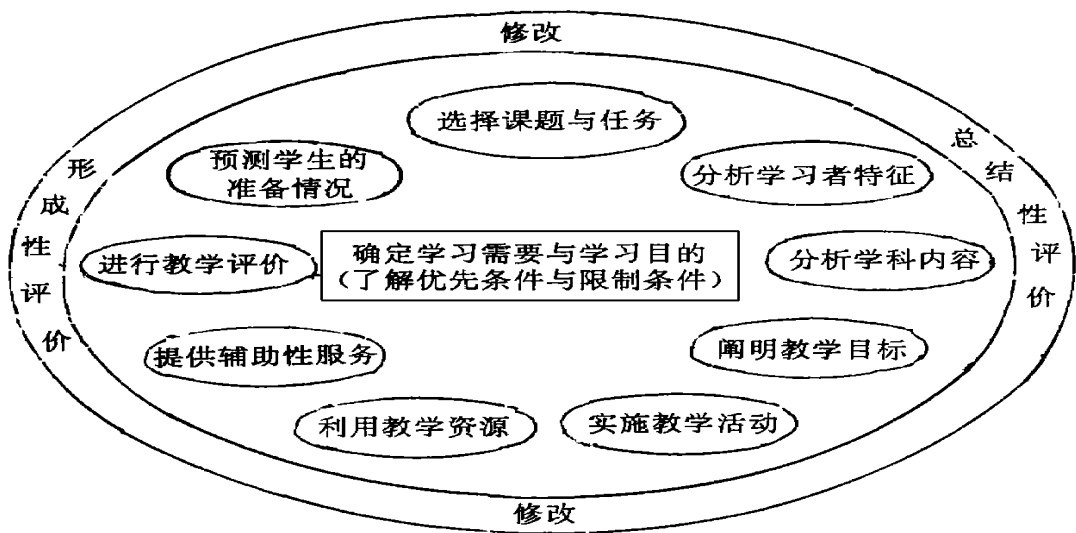 修改
选择课题与任务
预测学生的
准备情况
分析学习者特征
形成性评价
总结性评价
进行教学评价
确定学习需要与学习目的
（了解优先条件与限制条件）
分析学科内容
提供辅助性服务
阐明教学目标
利用教学资源
实施教学活动
修改